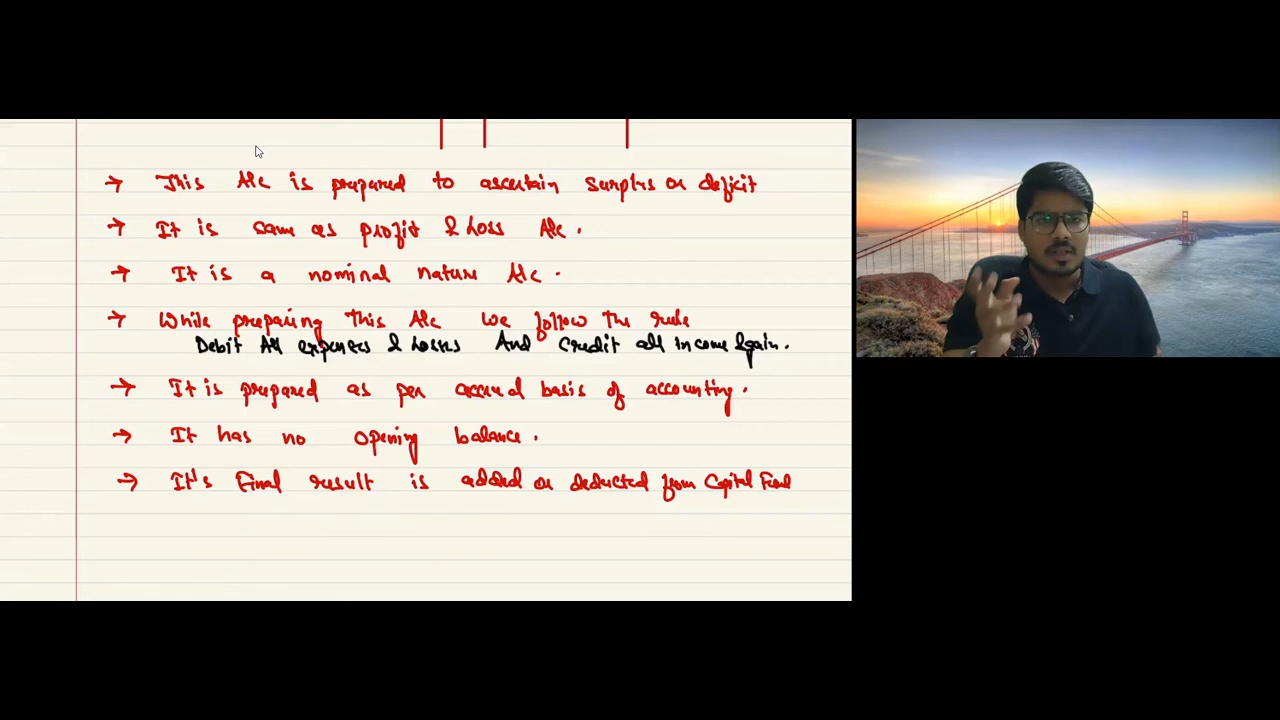 → This A/c is prepared to ascertain surplus or deficit
→ It is same as profit & Loss A/c.
→ It is a nominal nature A/c.
→ While preparing this A/c we follow the rule
Debit All expenses & Losses And Credit all income & gain.
→ It is prepared as per accrual basis of accounting.
→ It has no opening balance.
→ It's Final result is added or deducted from Capital Fund